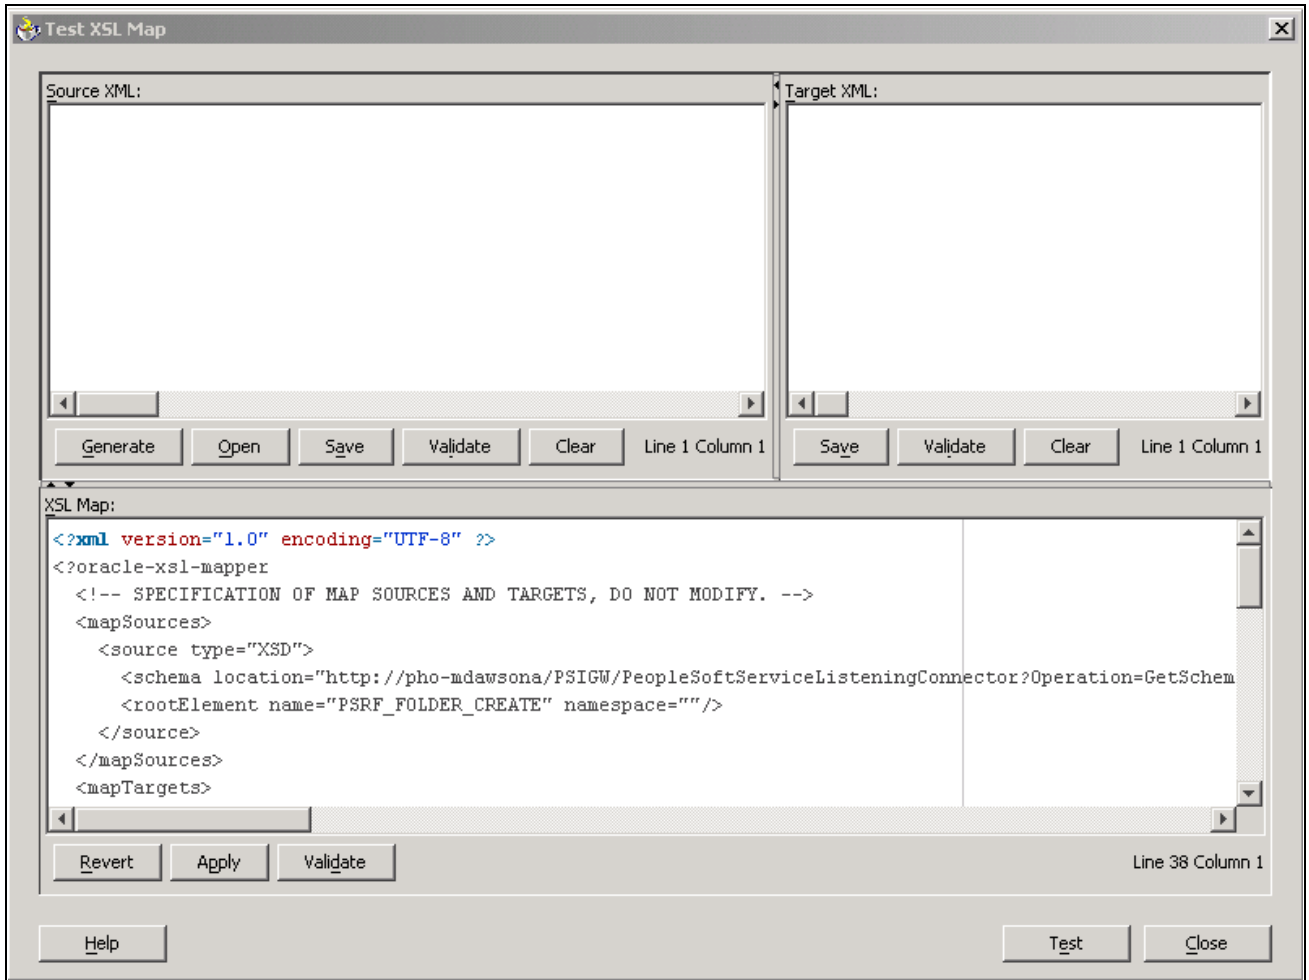 Test XSL Map
Source XML:
Target XML:
Generate Open Save Validate Clear Line 1 Column 1
Save Validate Clear Line 1 Column 1
XSL Map:
<?xml version="1.0" encoding="UTF-8" ?>
<?oracle-xsl-mapper
<!-- SPECIFICATION OF MAP SOURCES AND TARGETS, DO NOT MODIFY. -->
<mapSources>
<source type="XSD">
<schema location="http://pho-mdawsona/PSIGW/PeopleSoftServiceListeningConnector?Operation=GetSchem
<rootElement name="PSRF_FOLDER_CREATE" namespace=""/>
</source>
</mapSources>
<mapTargets>
Revert Apply Validate Line 38 Column 1
Help Test Close